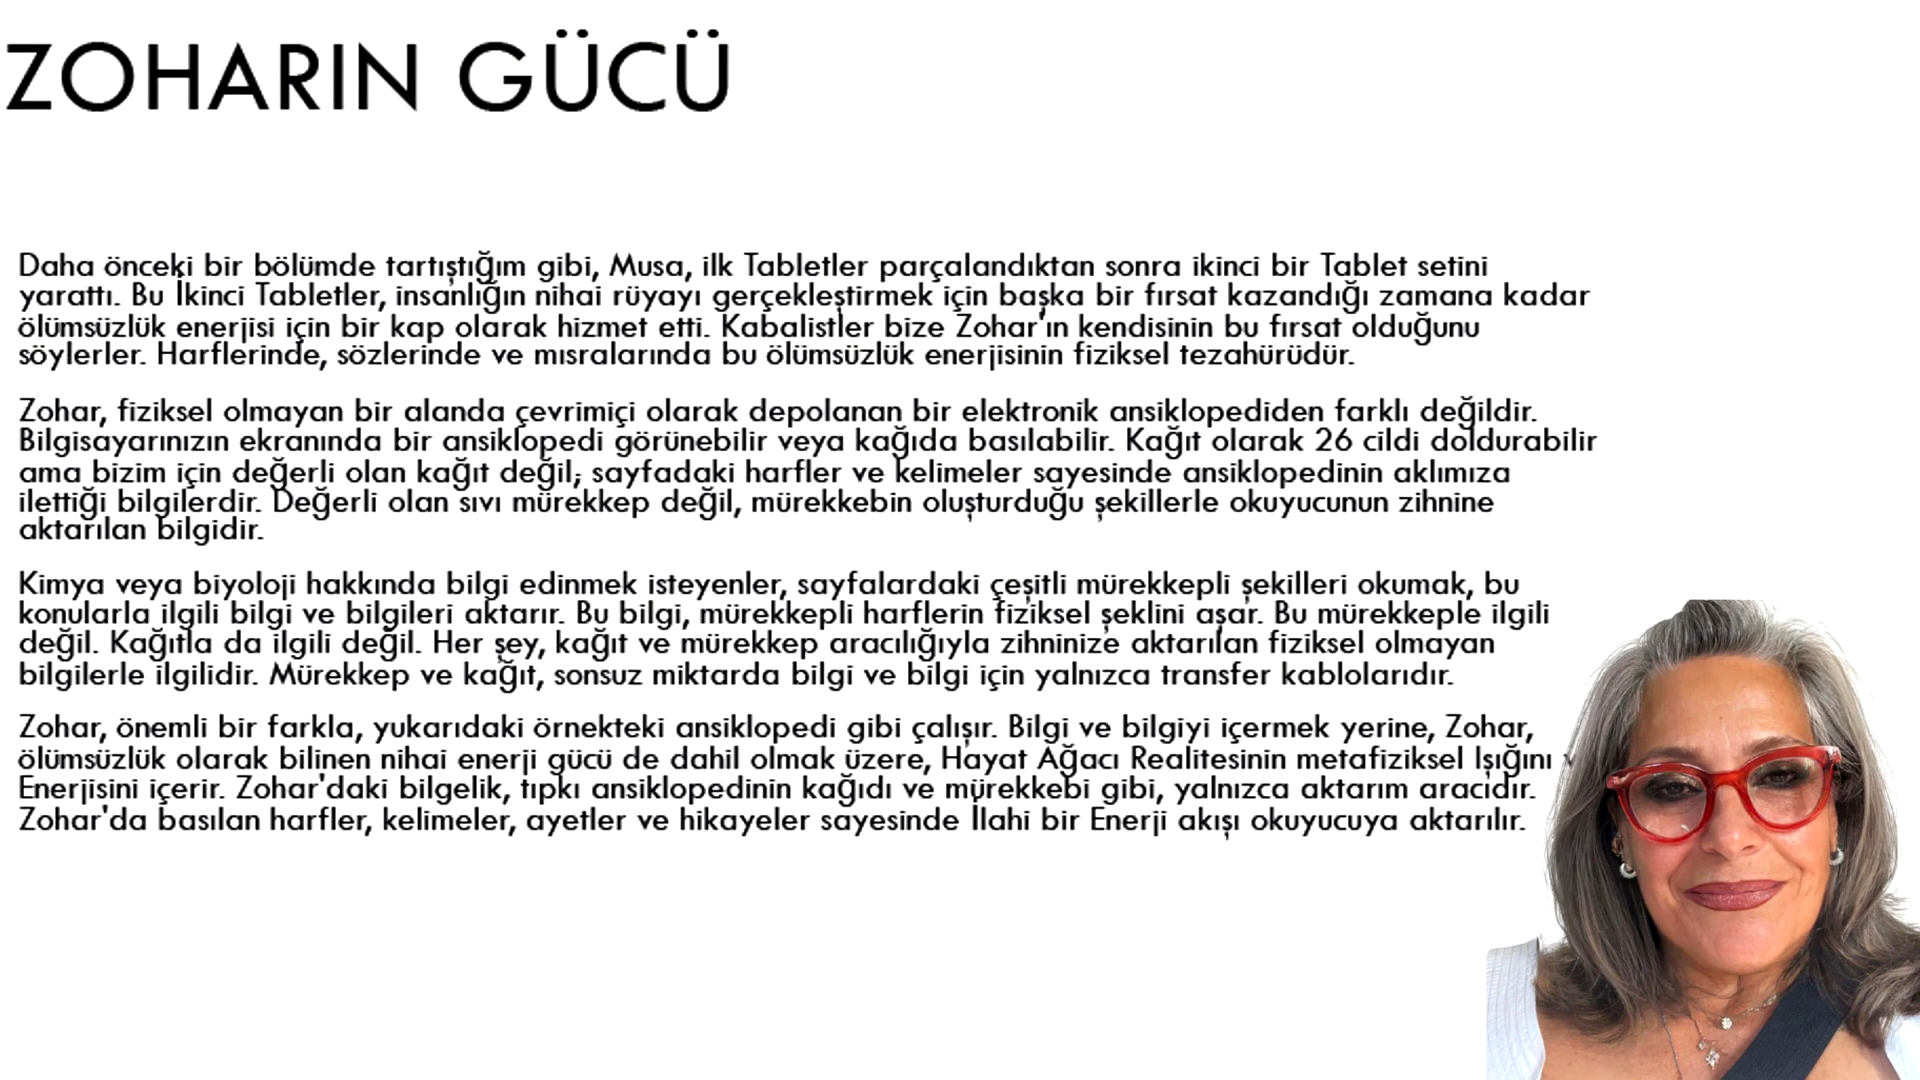 ZOHARIN GÜCÜ
Daha önceki bir bölümde tartıştığım gibi, Musa, ilk Tabletler parçalandıktan sonra ikinci bir Tablet setini
yarattı. Bu İkinci Tabletler, insanlığın nihai rüyayı gerçekleştirmek için başka bir fırsat kazandığı zamana kadar
ölümsüzlük enerjisi için bir kap olarak hizmet etti. Kabalistler bize Zohar'ın kendisinin bu fırsat olduğunu
söylerler. Harflerinde, sözlerinde ve mısralarında bu ölümsüzlük enerjisinin fiziksel tezahürüdür.
Zohar, fiziksel olmayan bir alanda çevrimiçi olarak depolanan bir elektronik ansiklopediden farklı değildir.
Bilgisayarınızın ekranında bir ansiklopedi görünebilir veya kağıda basılabilir. Kağıt olarak 26 cildi doldurabilir
ama bizim için değerli olan kağıt değil; sayfadaki harfler ve kelimeler sayesinde ansiklopedinin aklımıza
ilettiği bilgilerdir. Değerli olan sıvı mürekkep değil, mürekkebin oluşturduğu şekillerle okuyucunun zihnine
aktarılan bilgidir.
Kimya veya biyoloji hakkında bilgi edinmek isteyenler, sayfalardaki çeşitli mürekkepli şekilleri okumak, bu
konularla ilgili bilgi ve bilgileri aktarır. Bu bilgi, mürekkepli harflerin fiziksel şeklini aşar. Bu mürekkeple ilgili
değil. Kağıtla da ilgili değil. Her şey, kağıt ve mürekkep aracılığıyla zihninize aktarılan fiziksel olmayan
bilgilerle ilgilidir. Mürekkep ve kağıt, sonsuz miktarda bilgi ve bilgi için yalnızca transfer kablolarıdır.
Zohar, önemli bir farkla, yukarıdaki örnekteki ansiklopedi gibi çalışır. Bilgi ve bilgiyi içermek yerine, Zohar,
ölümsüzlük olarak bilinen nihai enerji gücü de dahil olmak üzere, Hayat Ağacı Realitesinin metafiziksel Işığını
Enerjisini içerir. Zohar'daki bilgelik, tıpkı ansiklopedinin kağıdı ve mürekkebi gibi, yalnızca aktarım aracıdır.
Zohar'da basılan harfler, kelimeler, ayetler ve hikayeler sayesinde İlahi bir Enerji akışı okuyucuya aktarılır.